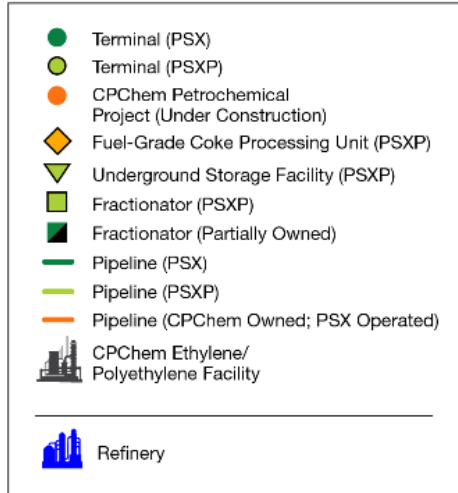 Terminal (PSX)
Terminal (PSXP)
CPChem Petrochemical
Project (Under Construction)
Fuel-Grade Coke Processing Unit (PSXP)
Underground Storage Facility (PSXP)
Fractionator (PSXP)
Fractionator (Partially Owned)
Pipeline (PSX)
Pipeline (PSXP)
Pipeline (CPChem Owned; PSX Operated)
CPChem Ethylene/
Polyethylene Facility
Refinery